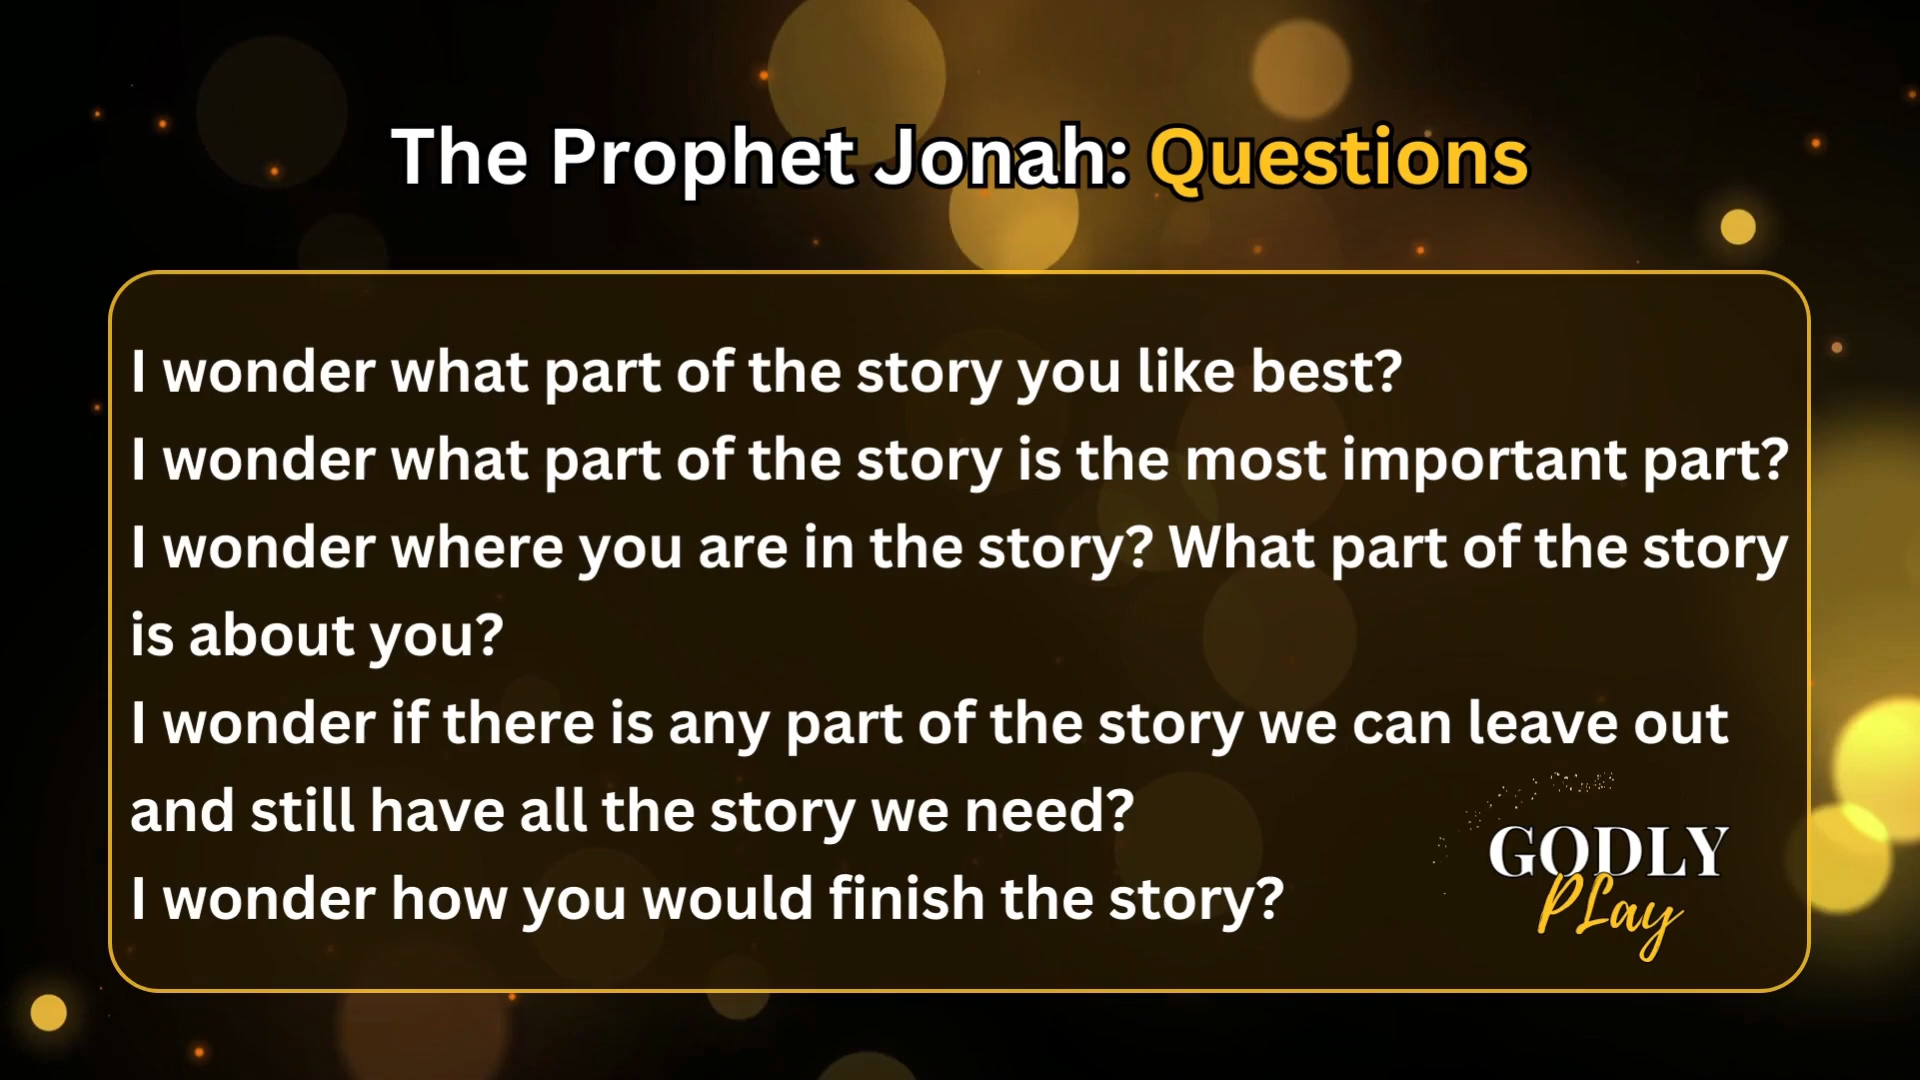 The Prophet Jonah: Questions
I wonder what part of the story you like best?
I wonder what part of the story is the most important part?
I wonder where you are in the story? What part of the story
is about you?
I wonder if there is any part of the story we can leave out
and still have all the story we need?
I wonder how you would finish the story?
GODLY
PLay